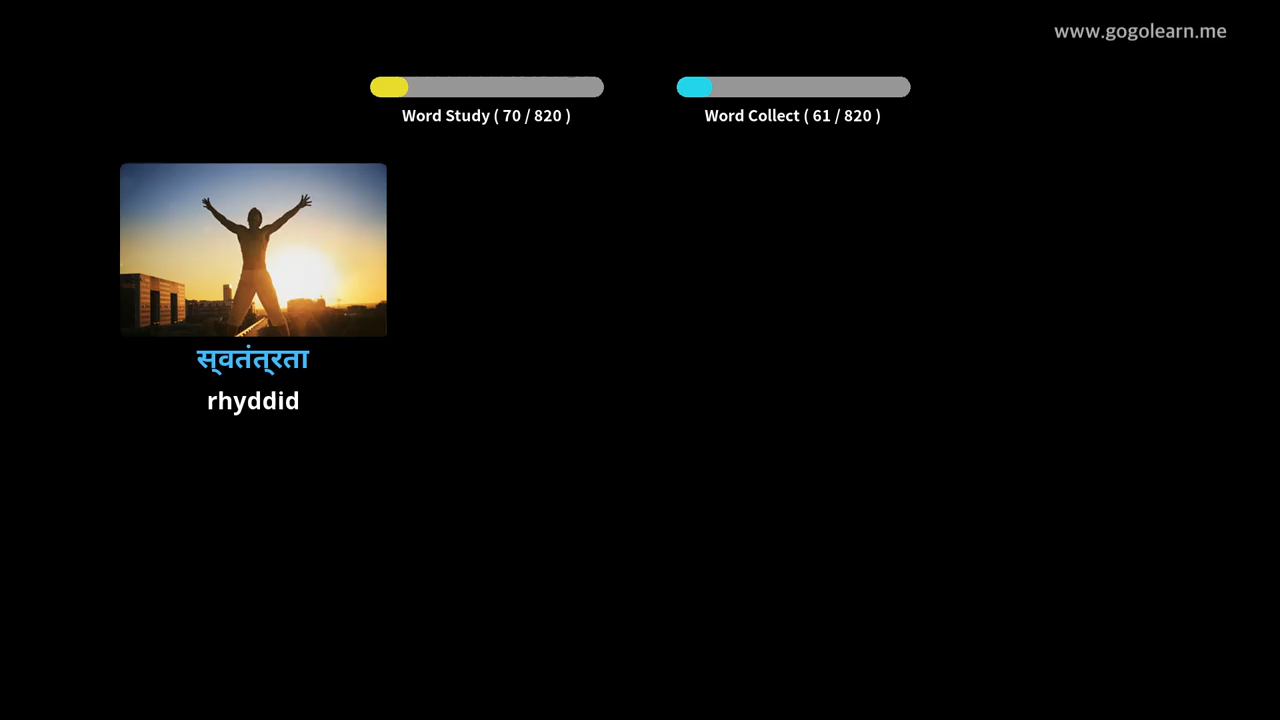 www.gogolearn.me
Word Study ( 70 / 820 )
Word Collect ( 61 / 820 )
स्वतंत्रता
rhyddid